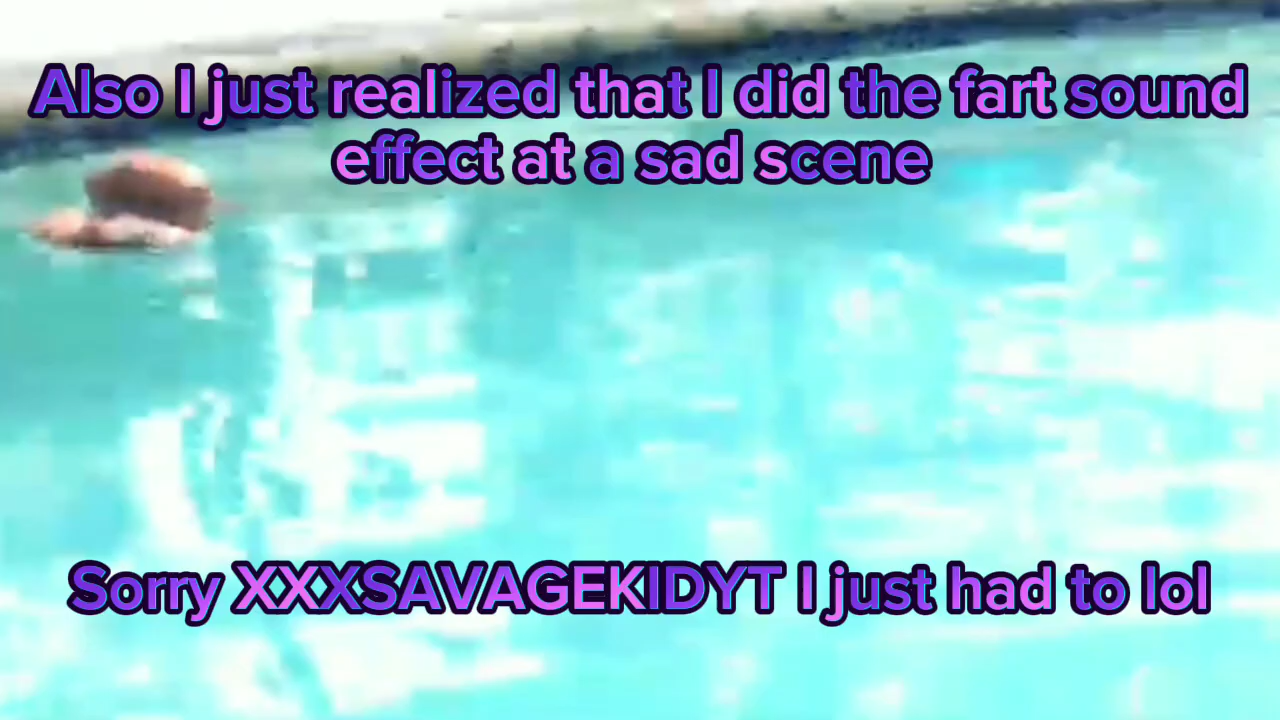 Also I just realized that I did the fart sound
effect at a sad scene
Sorry XXXSAVAGEKIDYT I just had to lol